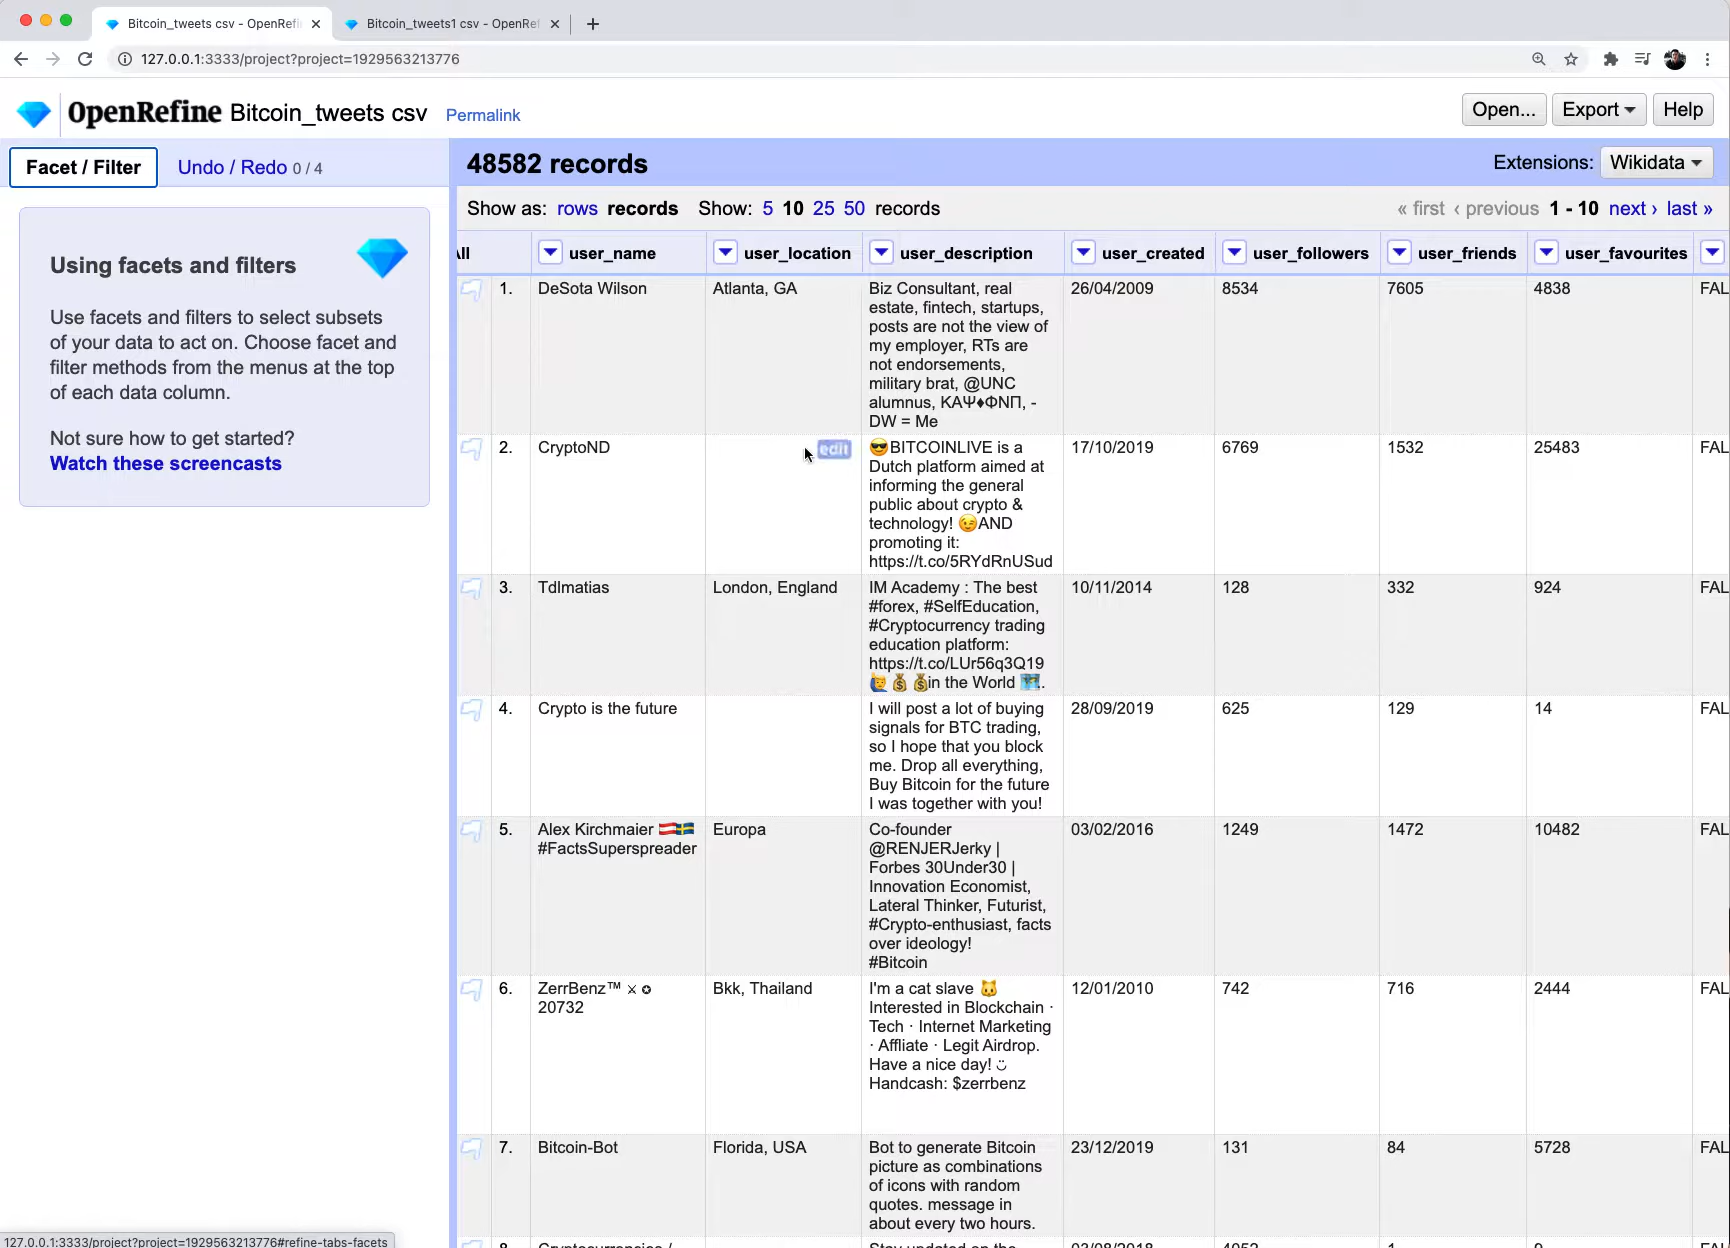 Bitcoin_tweets csv - OpenRefi
Bitcoin_tweets1 csv - OpenRef
127.0.0.1:3333/project?project=1929563213776
OpenRefine Bitcoin_tweets csv Permalink
Open... Export Help
Facet / Filter Undo / Redo 0 / 4
48582 records
Extensions: Wikidata
Show as: rows records Show: 5 10 25 50 records
« first ‹ previous 1 - 10 next › last »
Using facets and filters
Use facets and filters to select subsets
of your data to act on. Choose facet and
filter methods from the menus at the top
of each data column.
Not sure how to get started?
Watch these screencasts
All user_name user_location user_description user_created user_followers user_friends user_favourites
1. DeSota Wilson Atlanta, GA Biz Consultant, real 26/04/2009 8534 7605 4838 FAL
estate, fintech, startups,
posts are not the view of
my employer, RTs are
not endorsements,
military brat, @UNC
alumnus, ΚΑΨ♦ΦΝΠ, -
DW = Me
2. CryptoND edit 😎BITCOINLIVE is a 17/10/2019 6769 1532 25483 FAL
Dutch platform aimed at
informing the general
public about crypto &
technology! 😉AND
promoting it:
https://t.co/5RYdRnUSud
3. Tdlmatias London, England IM Academy : The best 10/11/2014 128 332 924 FAL
#forex, #SelfEducation,
#Cryptocurrency trading
education platform:
https://t.co/LUr56q3Q19
🙋💰💰in the World 🗺.
4. Crypto is the future I will post a lot of buying 28/09/2019 625 129 14 FAL
signals for BTC trading,
so I hope that you block
me. Drop all everything,
Buy Bitcoin for the future
I was together with you!
5. Alex Kirchmaier 🇦🇹🇸🇪 Europa Co-founder 03/02/2016 1249 1472 10482 FAL
#FactsSuperspreader @RENJERJerky |
Forbes 30Under30 |
Innovation Economist,
Lateral Thinker, Futurist,
#Crypto-enthusiast, facts
over ideology!
#Bitcoin
6. ZerrBenz™ ⚔ ✪ Bkk, Thailand I'm a cat slave 🐱 12/01/2010 742 716 2444 FAL
20732 Interested in Blockchain ·
Tech · Internet Marketing
· Affliate · Legit Airdrop.
Have a nice day! ت
Handcash: $zerrbenz
7. Bitcoin-Bot Florida, USA Bot to generate Bitcoin 23/12/2019 131 84 5728 FAL
picture as combinations
of icons with random
quotes. message in
about every two hours.
8. Cryptocurrencies / Stay updated on the 03/08/2018 4052 1 0 FAL
127.0.0.1:3333/project?project=1929563213776#refine-tabs-facets